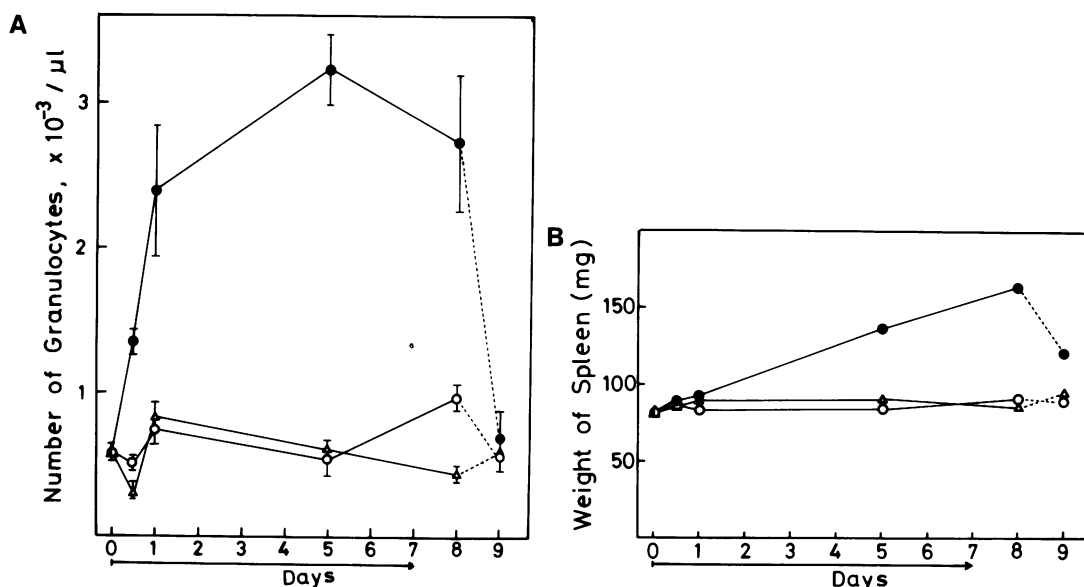 A
Number of Granulocytes, x 10⁻³ / µl
3
2
1
0 1 2 3 4 5 6 7 8 9
Days
B
Weight of Spleen (mg)
150
100
50
0 1 2 3 4 5 6 7 8 9
Days